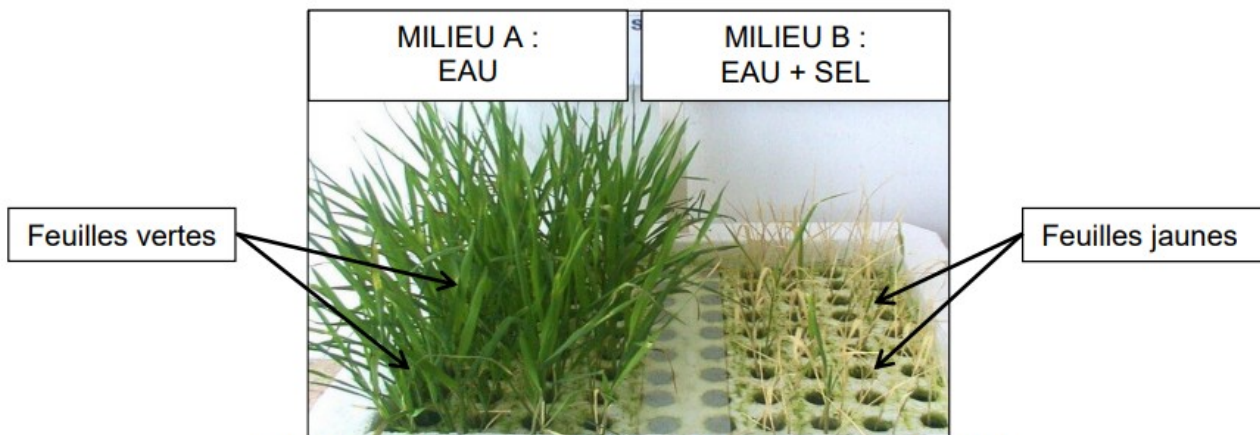 MILIEU A :
EAU
MILIEU B :
EAU + SEL
Feuilles vertes
Feuilles jaunes